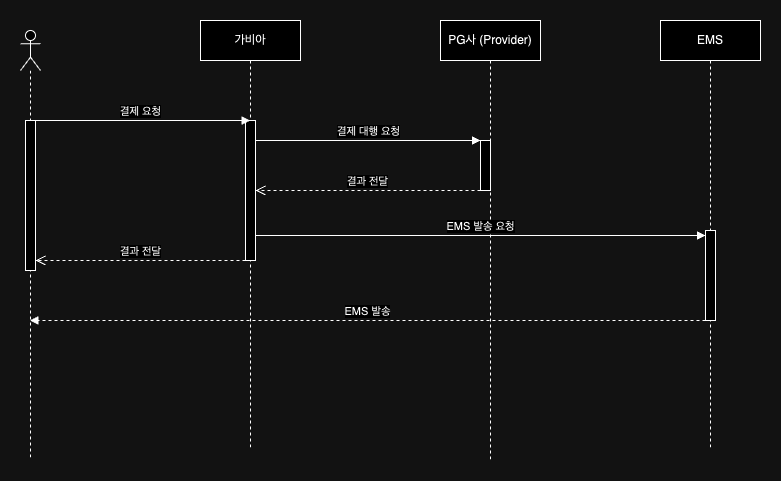 가비아
PG사 (Provider)
EMS
결제 요청
결제 대행 요청
결과 전달
EMS 발송 요청
결과 전달
EMS 발송